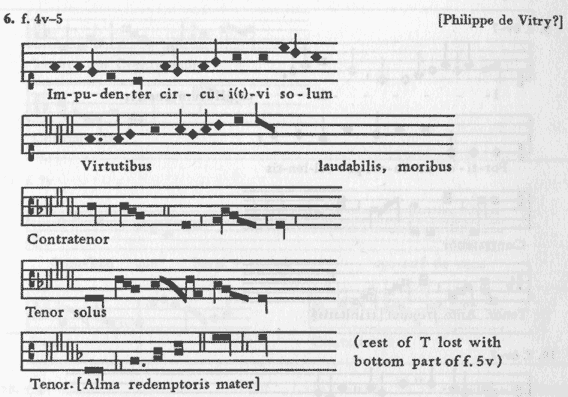 6. f. 4v–5 [Philippe de Vitry?]
Im-pu-den-ter cir - cu - i(t)-vi so - lum
Virtutibus laudabilis, moribus
Contratenor
Tenor solus
(rest of T lost with
bottom part of f. 5v)
Tenor. [Alma redemptoris mater]